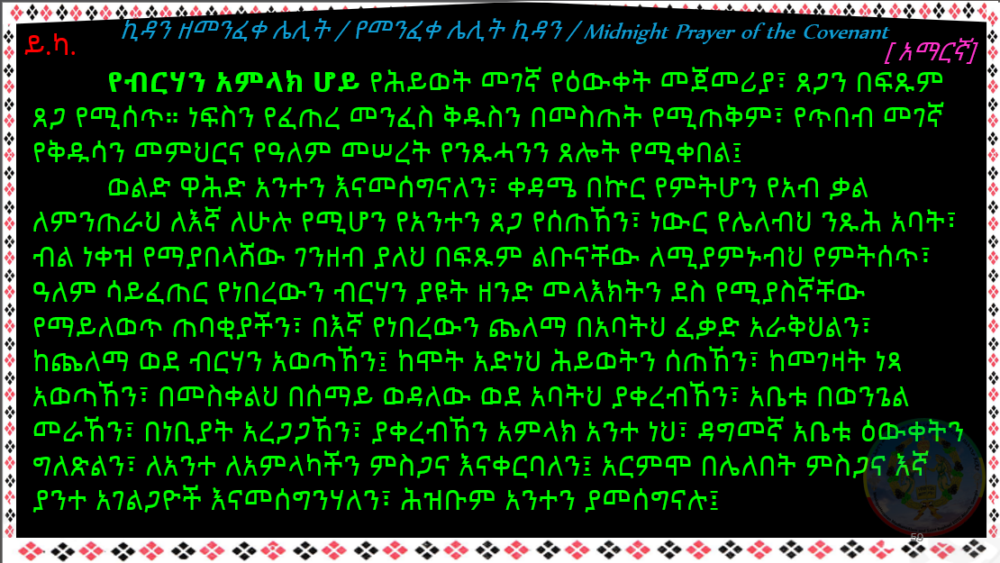 ኪዳን ዘመንፈቀ ሌሊት / የመንፈቀ ሌሊት ኪዳን / Midnight Prayer of the Covenant
ይ.ካ.
[ አማርኛ]
የብርሃን አምላክ ሆይ የሕይወት መገኛ የዕውቀት መጀመሪያ፣ ጸጋን በፍጹም
ጸጋ የሚሰጥ። ነፍስን የፈጠረ መንፈስ ቅዱስን በመስጠት የሚጠቅም፣ የጥበብ መገኛ
የቅዱሳን መምህርና የዓለም መሠረት የንጹሓንን ጸሎት የሚቀበል፤
ወልድ ዋሕድ አንተን እናመሰግናለን፣ ቀዳሜ በኵር የምትሆን የአብ ቃል
ለምንጠራህ ለእኛ ለሁሉ የሚሆን የአንተን ጸጋ የሰጠኸን፣ ነውር የሌለብህ ንጹሕ አባት፣
ብል ነቀዝ የማያበላሸው ገንዘብ ያለህ በፍጹም ልቡናቸው ለሚያምኑብህ የምትሰጥ፣
ዓለም ሳይፈጠር የነበረውን ብርሃን ያዩት ዘንድ መላእክትን ደስ የሚያሰኛቸው
የማይለወጥ ጠባቂያችን፣ በእኛ የነበረውን ጨለማ በአባትህ ፈቃድ አራቅህልን፣
ከጨለማ ወደ ብርሃን አወጣኸን፤ ከሞት አድነህ ሕይወትን ሰጠኸን፣ ከመገዛት ነጻ
አወጣኸን፣ በመስቀልህ በሰማይ ወዳለው ወደ አባትህ ያቀረብኸን፣ አቤቱ በወንጌል
መራኸን፣ በነቢያት አረጋጋኸን፣ ያቀረብኸን አምላክ አንተ ነህ፣ ዳግመኛ አቤቱ ዕውቀትን
ግለጽልን፣ ለአንተ ለአምላካችን ምስጋና እናቀርባለን፤ አርምሞ በሌለበት ምስጋና እኛ
ያንተ አገልጋዮች እናመሰግንሃለን፣ ሕዝቡም አንተን ያመሰግናሉ፤
50